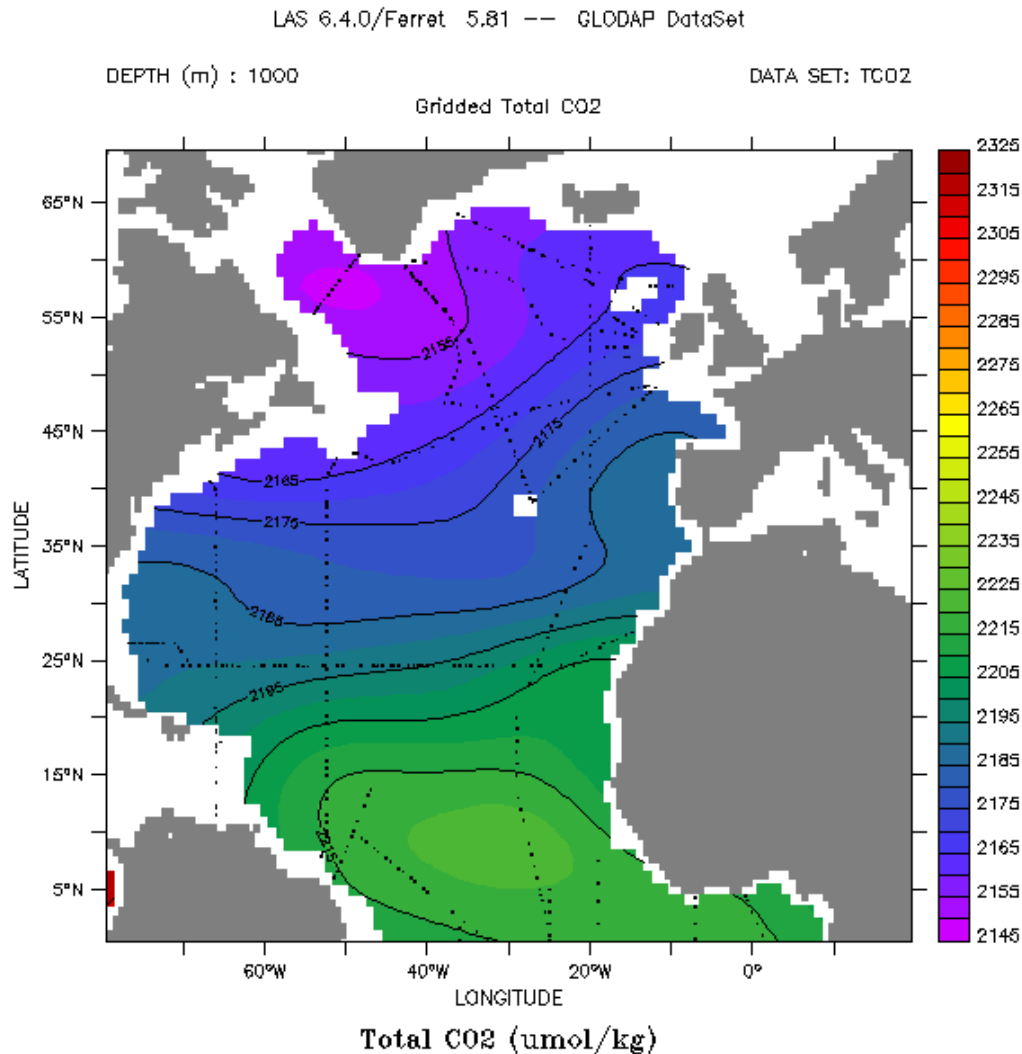 LAS 6.4.0/Ferret 5.81 -- GLODAP DataSet
DEPTH (m) : 1000
DATA SET: TCO2
Gridded Total CO2
2325
2315
2305
2295
2285
2275
2265
2255
2245
2235
2225
2215
2205
2195
2185
2175
2165
2155
2145
65°N
55°N
45°N
35°N
25°N
15°N
5°N
LATITUDE
2155
2175
2165
2175
2185
2195
2215
60°W
40°W
20°W
0°
LONGITUDE
Total CO2 (umol/kg)